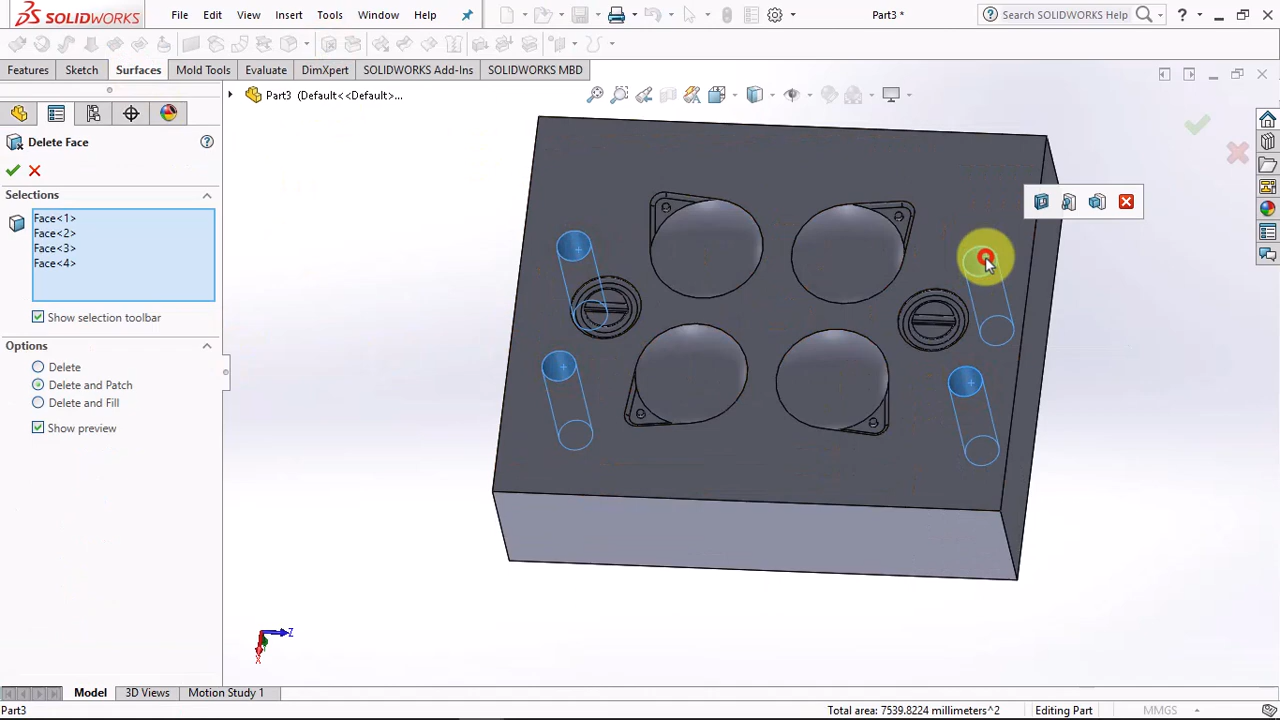 SOLIDWORKS
File Edit View Insert Tools Window Help
Part3 *
Search SOLIDWORKS Help
?
Features Sketch Surfaces Mold Tools Evaluate DimXpert SOLIDWORKS Add-Ins SOLIDWORKS MBD
Part3 (Default<<Default>...
Delete Face
Selections
Face<1>
Face<2>
Face<3>
Face<4>
Show selection toolbar
Options
Delete
Delete and Patch
Delete and Fill
Show preview
Z
X
Model 3D Views Motion Study 1
Part3
Total area: 7539.8224 millimeters^2
Editing Part
MMGS